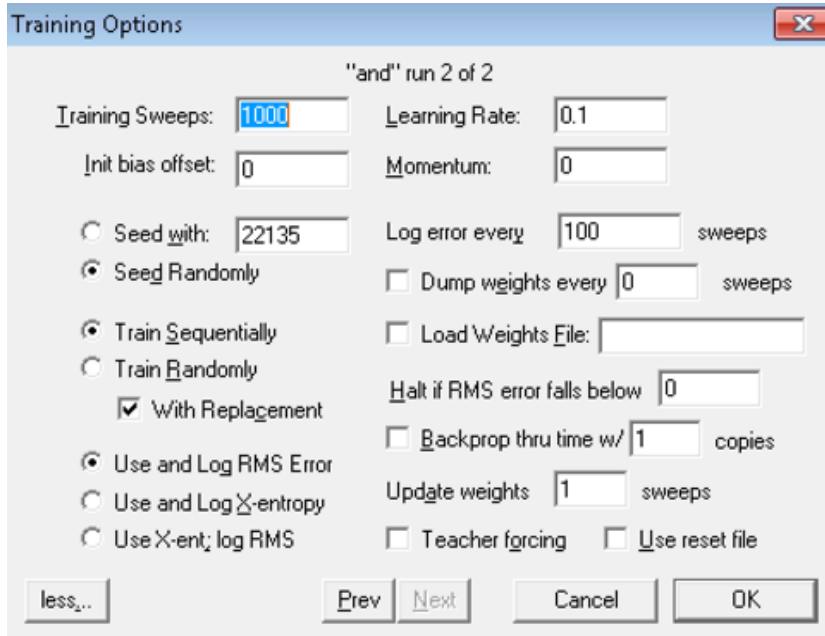 Training Options
"and" run 2 of 2
Training Sweeps: 1000 Learning Rate: 0.1
Init bias offset: 0 Momentum: 0
Seed with: 22135 Log error every 100 sweeps
Seed Randomly Dump weights every 0 sweeps
Train Sequentially Load Weights File:
Train Randomly
Halt if RMS error falls below 0
With Replacement
Backprop thru time w/ 1 copies
Use and Log RMS Error
Update weights 1 sweeps
Use and Log X-entropy
Use X-ent; log RMS Teacher forcing Use reset file
less... Prev Next Cancel OK